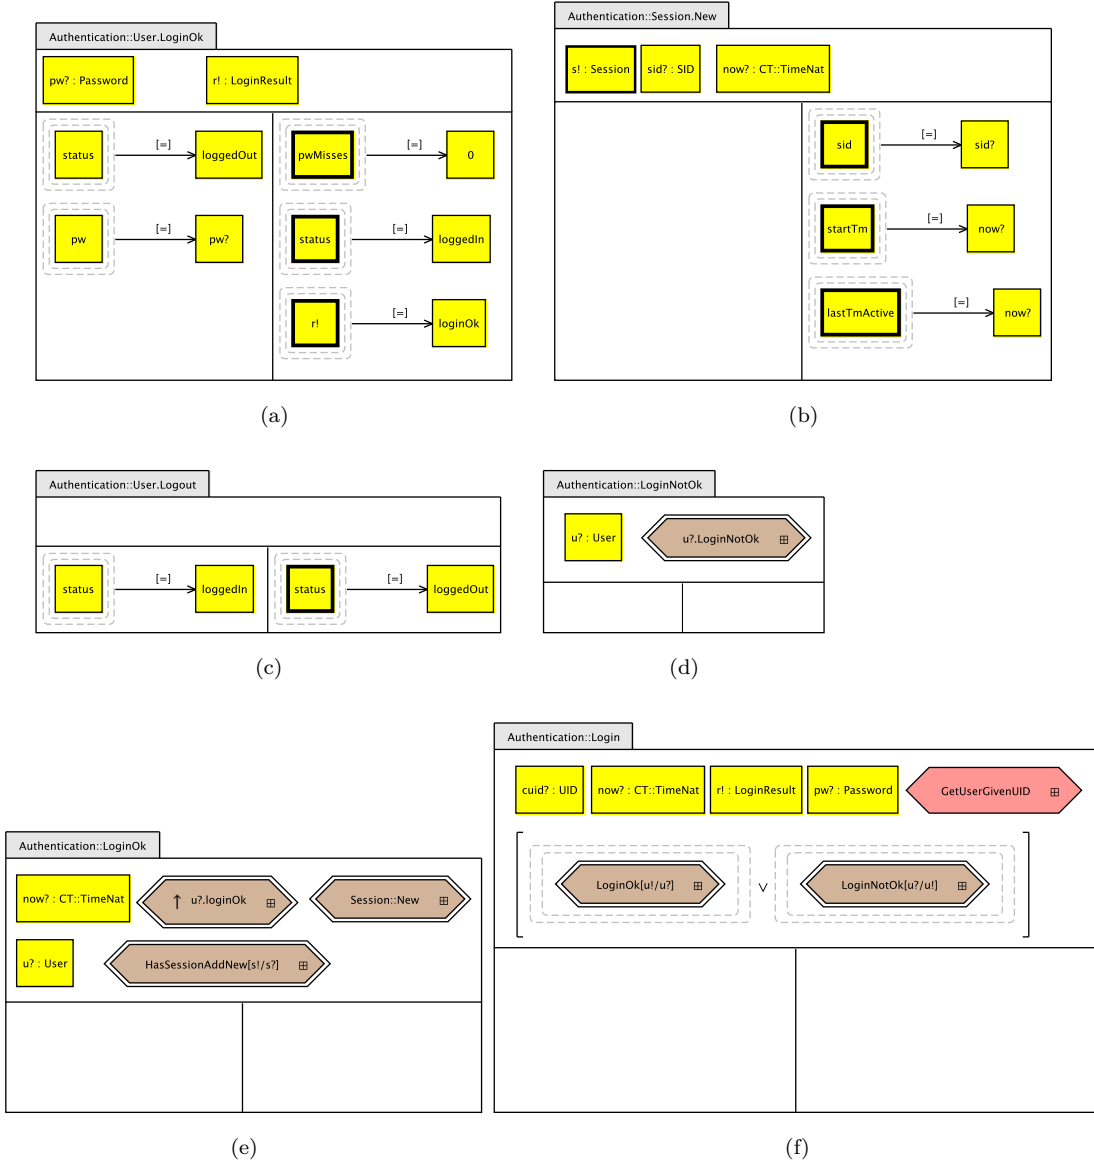 Authentication::User.LoginOk
pw? : Password
r! : LoginResult
status
[=]
loggedOut
pw
[=]
pw?
pwMisses
[=]
0
status
[=]
loggedIn
r!
[=]
loginOk
(a)
Authentication::Session.New
s! : Session
sid? : SID
now? : CT::TimeNat
sid
[=]
sid?
startTm
[=]
now?
lastTmActive
[=]
now?
(b)
Authentication::User.Logout
status
[=]
loggedIn
status
[=]
loggedOut
(c)
Authentication::LoginNotOk
u? : User
u?.LoginNotOk
(d)
Authentication::LoginOk
now? : CT::TimeNat
↑ u?.loginOk
Session::New
u? : User
HasSessionAddNew[s!/s?]
(e)
Authentication::Login
cuid? : UID
now? : CT::TimeNat
r! : LoginResult
pw? : Password
GetUserGivenUID
LoginOk[u!/u?]
∨
LoginNotOk[u?/u!]
(f)